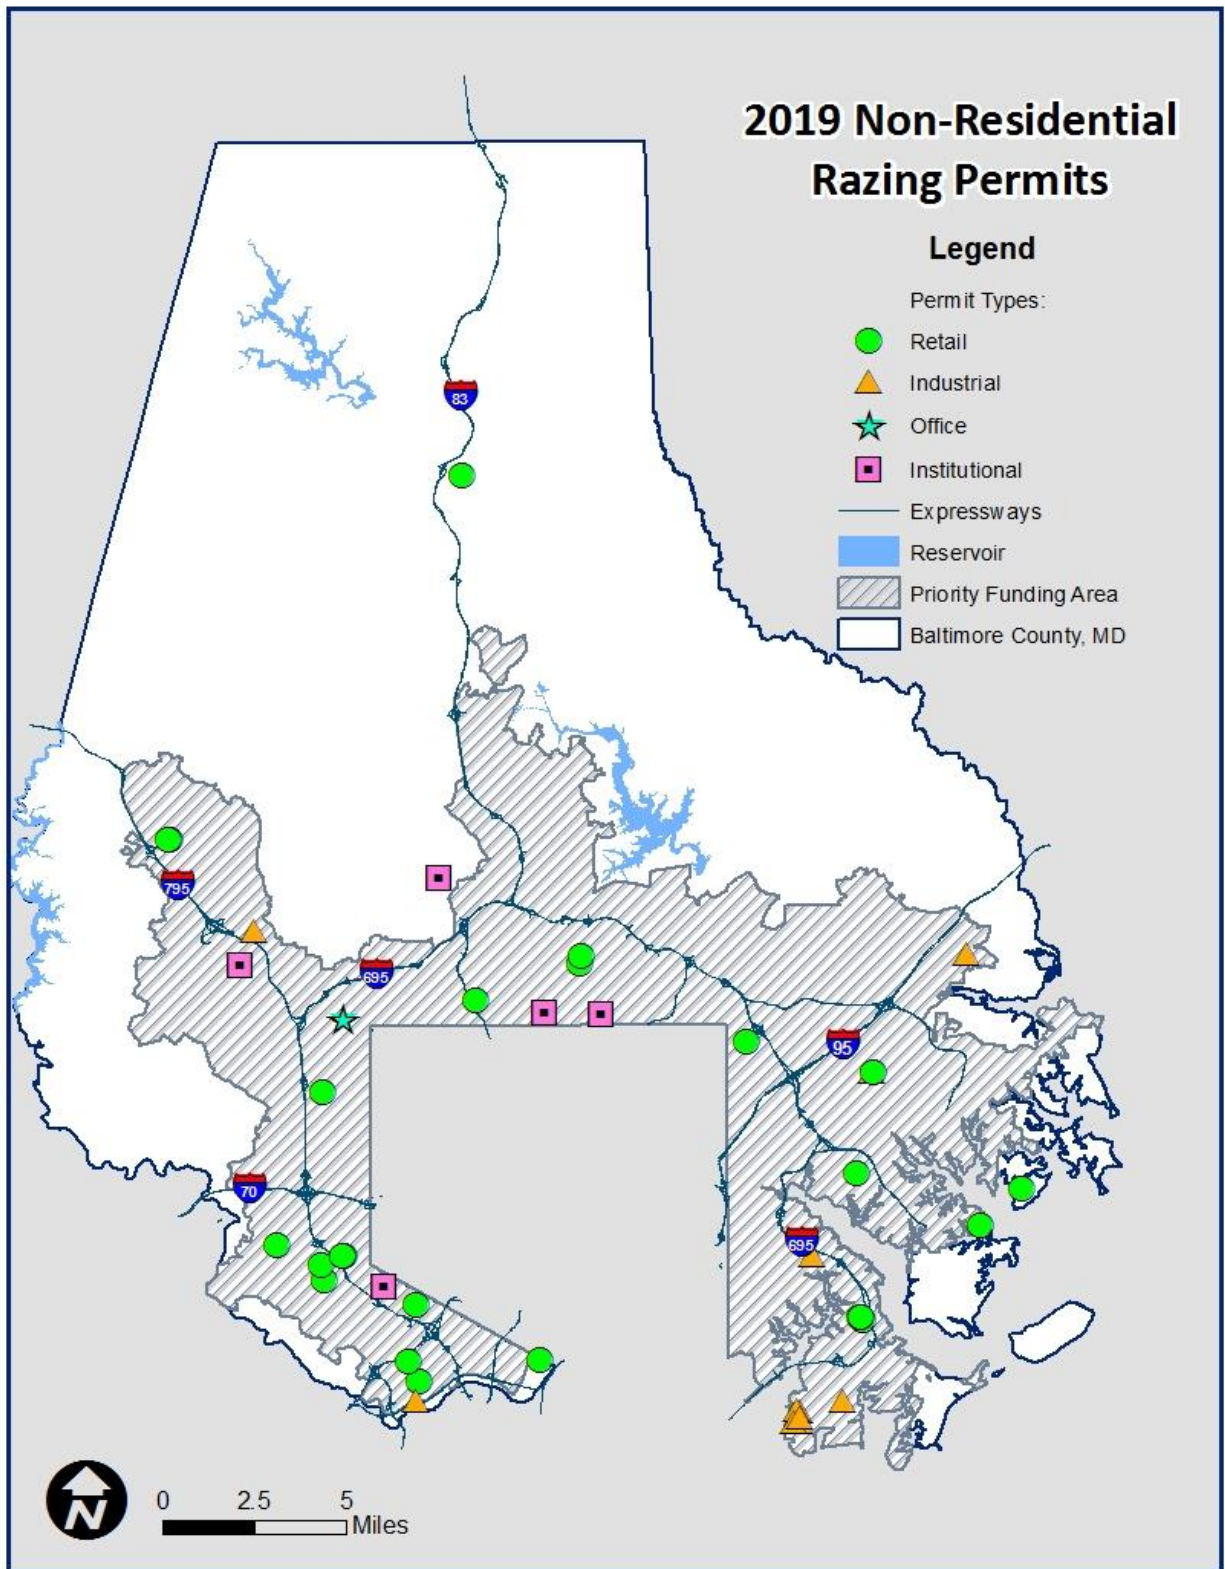 2019 Non-Residential
Razing Permits
Legend
Permit Types:
Retail
Industrial
Office
Institutional
Expressways
Reservoir
Priority Funding Area
Baltimore County, MD
83
795
695
95
70
695
N
0 2.5 5
Miles